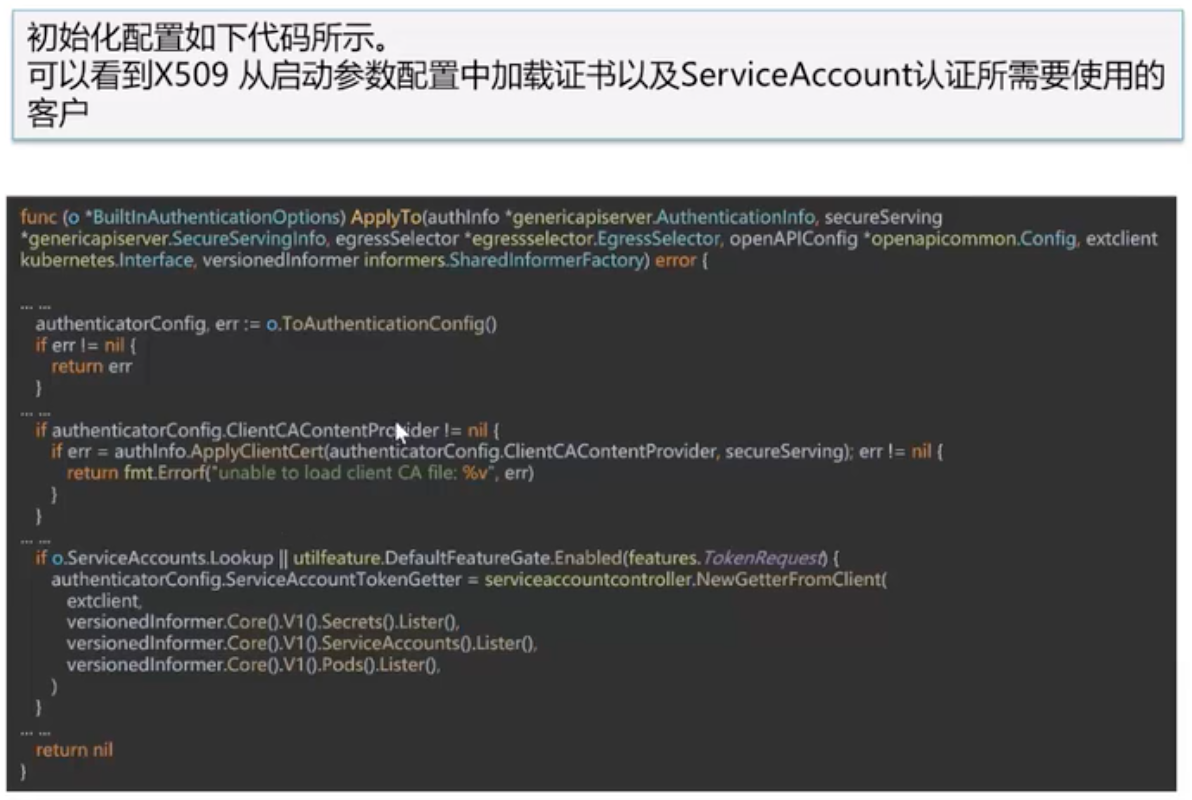 初始化配置如下代码所示。
可以看到X509 从启动参数配置中加载证书以及ServiceAccount认证所需要使用的
客户
func (o *BuiltInAuthenticationOptions) ApplyTo(authInfo *genericapiserver.AuthenticationInfo, secureServing
*genericapiserver.SecureServingInfo, egressSelector *egressselector.EgressSelector, openAPIConfig *openapicommon.Config, extclient
kubernetes.Interface, versionedInformer informers.SharedInformerFactory) error {
... ...
authenticatorConfig, err := o.ToAuthenticationConfig()
if err != nil {
return err
}
... ...
if authenticatorConfig.ClientCAContentProvider != nil {
if err = authInfo.ApplyClientCert(authenticatorConfig.ClientCAContentProvider, secureServing); err != nil {
return fmt.Errorf("unable to load client CA file: %v", err)
}
}
... ...
if o.ServiceAccounts.Lookup || utilfeature.DefaultFeatureGate.Enabled(features.TokenRequest) {
authenticatorConfig.ServiceAccountTokenGetter = serviceaccountcontroller.NewGetterFromClient(
extclient,
versionedInformer.Core().V1().Secrets().Lister(),
versionedInformer.Core().V1().ServiceAccounts().Lister(),
versionedInformer.Core().V1().Pods().Lister(),
)
}
... ...
return nil
}